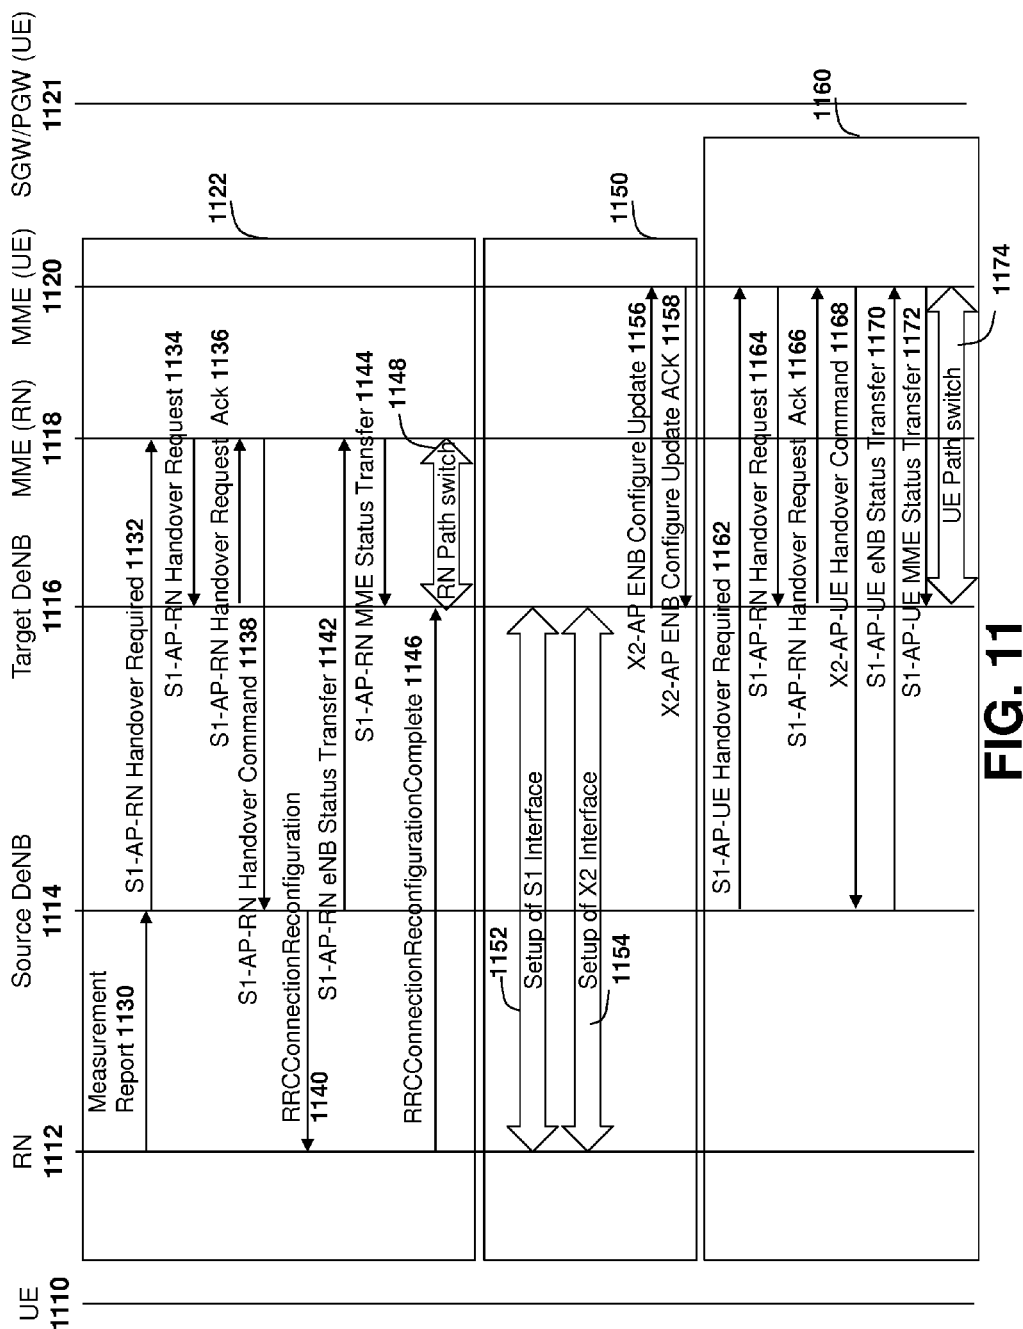 UE
1110
RN
1112
Source DeNB
1114
Target DeNB
1116
MME (RN)
1118
MME (UE)
1120
SGW/PGW (UE)
1121
1122
Measurement
Report 1130
S1-AP-RN Handover Required 1132
S1-AP-RN Handover Request 1134
S1-AP-RN Handover Request Ack 1136
S1-AP-RN Handover Command 1138
RRCConnectionReconfiguration
1140
S1-AP-RN eNB Status Transfer 1142
S1-AP-RN MME Status Transfer 1144
RRCConnectionReconfigurationComplete 1146
1148
RN Path switch
1150
1152
Setup of S1 Interface
Setup of X2 Interface
1154
X2-AP ENB Configure Update 1156
X2-AP ENB Configure Update ACK 1158
1160
S1-AP-UE Handover Required 1162
S1-AP-RN Handover Request 1164
S1-AP-RN Handover Request Ack 1166
X2-AP-UE Handover Command 1168
S1-AP-UE eNB Status Transfer 1170
S1-AP-UE MME Status Transfer 1172
UE Path switch
1174
FIG. 11